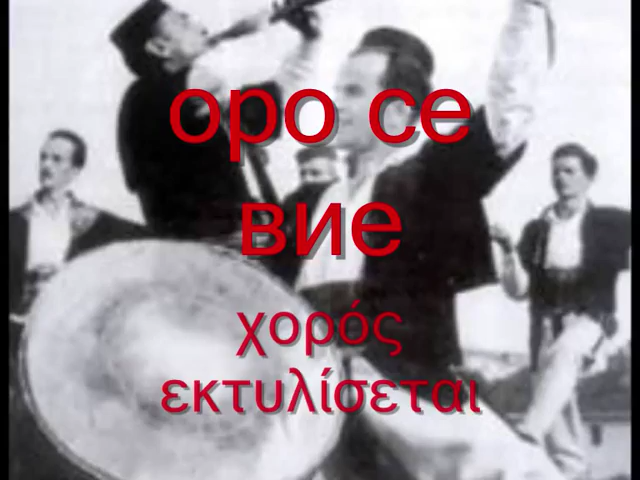 оро се
вие
χορός
εκτυλίσεται